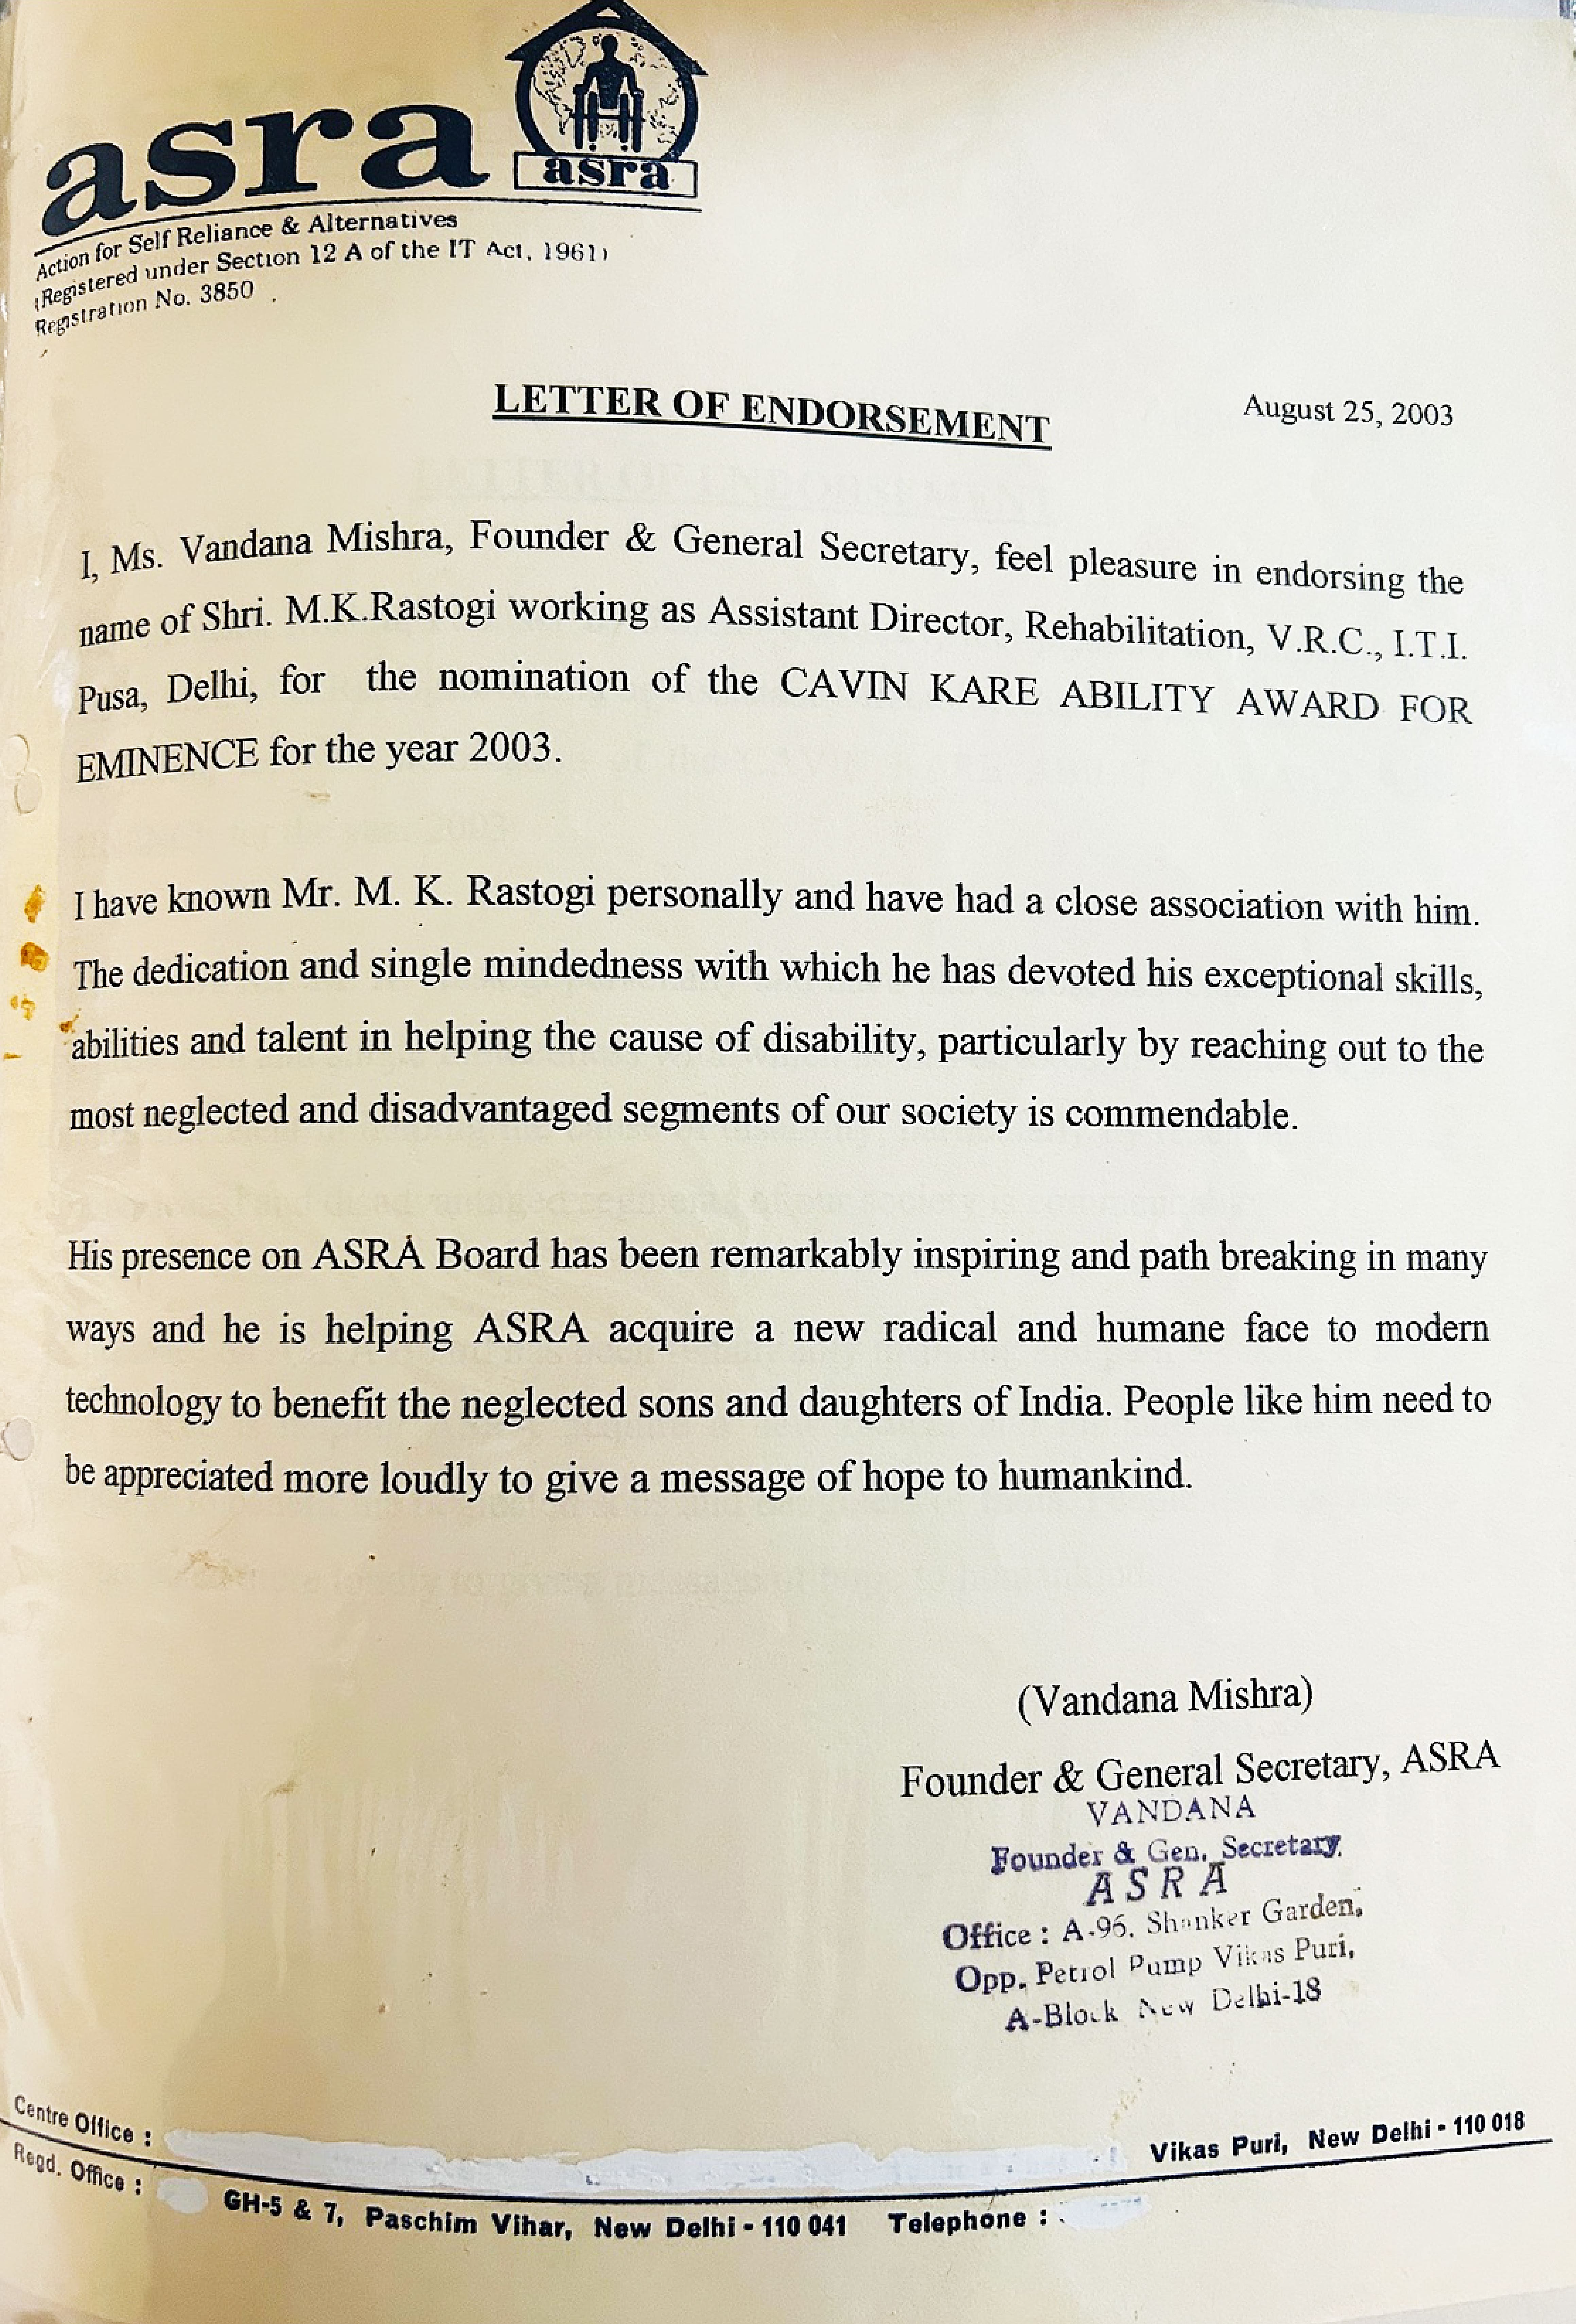 asra
asra
Action for Self Reliance & Alternatives
(Registered under Section 12 A of the IT Act, 1961)
Registration No. 3850
LETTER OF ENDORSEMENT
August 25, 2003
I, Ms. Vandana Mishra, Founder & General Secretary, feel pleasure in endorsing the
name of Shri. M.K.Rastogi working as Assistant Director, Rehabilitation, V.R.C., I.T.I.
Pusa, Delhi, for the nomination of the CAVIN KARE ABILITY AWARD FOR
EMINENCE for the year 2003.
I have known Mr. M. K. Rastogi personally and have had a close association with him.
The dedication and single mindedness with which he has devoted his exceptional skills,
abilities and talent in helping the cause of disability, particularly by reaching out to the
most neglected and disadvantaged segments of our society is commendable.
His presence on ASRA Board has been remarkably inspiring and path breaking in many
ways and he is helping ASRA acquire a new radical and humane face to modern
technology to benefit the neglected sons and daughters of India. People like him need to
be appreciated more loudly to give a message of hope to humankind.
(Vandana Mishra)
Founder & General Secretary, ASRA
VANDANA
Founder & Gen. Secretary
ASRA
Office : A-96, Shanker Garden,
Opp. Petrol Pump Vikas Puri,
A-Block New Delhi-18
Centre Office : Vikas Puri, New Delhi - 110 018
Regd. Office : GH-5 & 7, Paschim Vihar, New Delhi - 110 041 Telephone :